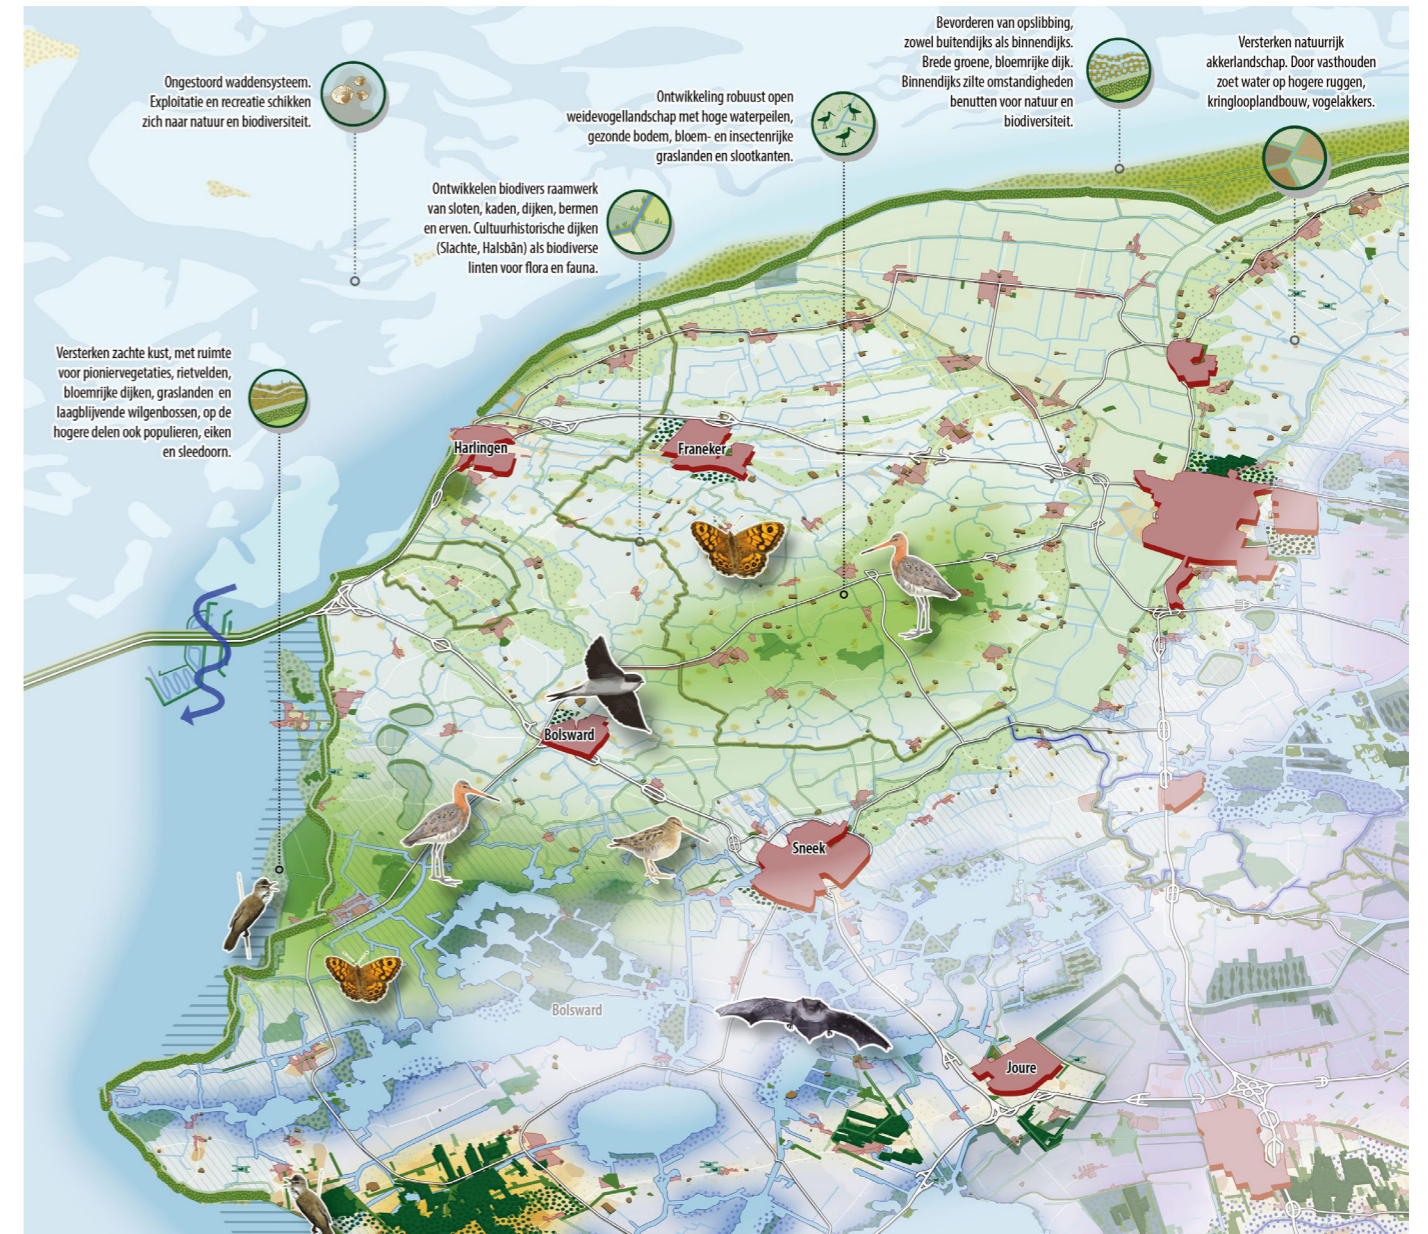 Ongestoord waddensysteem.
Exploitatie en recreatie schikken
zich naar natuur en biodiversiteit.
Ontwikkeling robuust open
weidevogellandschap met hoge waterpeilen,
gezonde bodem, bloem- en insectenrijke
graslanden en slootkanten.
Bevorderen van opslibbing,
zowel buitendijks als binnendijks.
Brede groene, bloemrijke dijk.
Binnendijks zilte omstandigheden
benutten voor natuur en
biodiversiteit.
Versterken natuurrijk
akkerlandschap. Door vasthouden
zoet water op hogere ruggen,
kringlooplandbouw, vogelakkers.
Ontwikkelen biodivers raamwerk
van sloten, kaden, dijken, bermen
en erven. Cultuurhistorische dijken
(Slachte, Halsbân) als biodiverse
linten voor flora en fauna.
Versterken zachte kust, met ruimte
voor pioniervegetaties, rietvelden,
bloemrijke dijken, graslanden en
laagblijvende wilgenbossen, op de
hogere delen ook populieren, eiken
en sleedoorn.
Harlingen
Franeker
Bolsward
Sneek
Bolsward
Joure